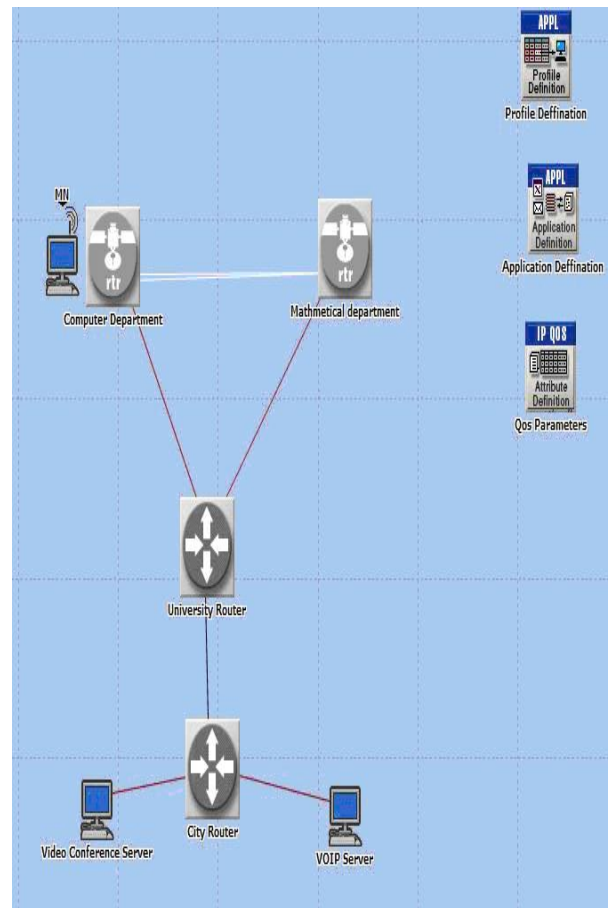 APPL
Profile
Definition
Profile Deffination
APPL
Application
Definition
Application Deffination
IP QOS
Attribute
Definition
Qos Parameters
MN
rtr
Computer Department
rtr
Mathmetical department
University Router
City Router
Video Conference Server
VOIP Server